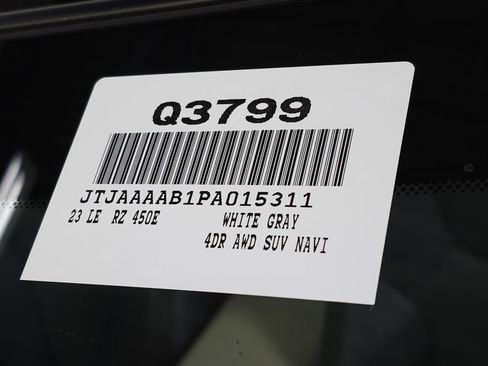 Q3799
JTJAAAAB1PA015311
23 LE RZ 450E WHITE GRAY
4DR AWD SUV NAVI